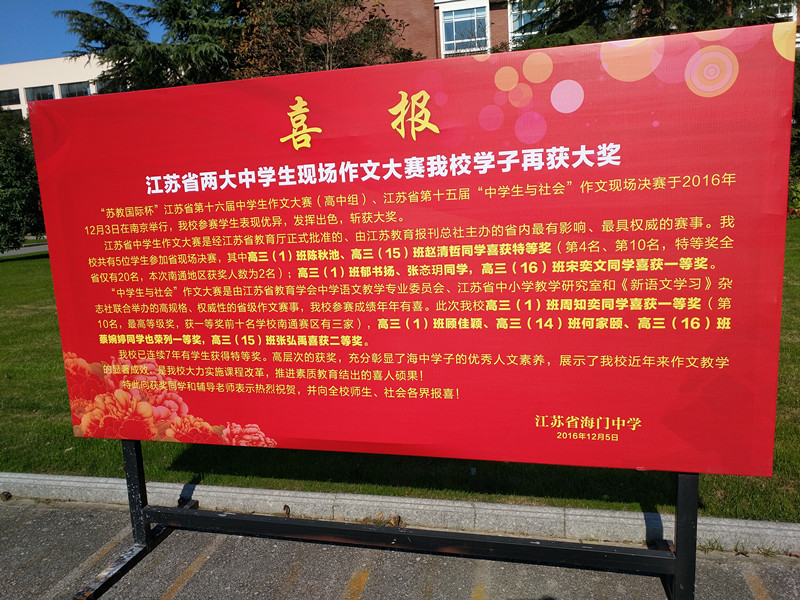 喜报
江苏省两大中学生现场作文大赛我校学子再获大奖
“苏教国际杯”江苏省第十六届中学生作文大赛（高中组）、江苏省第十五届“中学生与社会”作文现场决赛于2016年
12月3日在南京举行，我校参赛学生表现优异，发挥出色，斩获大奖。
江苏省中学生作文大赛是经江苏省教育厅正式批准的、由江苏教育报刊总社主办的省内最有影响、最具权威的赛事。我
校共有5位学生参加省现场决赛，其中高三（1）班陈秋池、高三（15）班赵清哲同学喜获特等奖（第4名、第10名，特等奖全
省仅有20名，本次南通地区获奖人数为2名）；高三（1）班郁书扬、张恣玥同学，高三（16）班宋奕文同学喜获一等奖。
“中学生与社会”作文大赛是由江苏省教育学会中学语文教学专业委员会、江苏省中小学教学研究室和《新语文学习》杂
志社联合举办的高规格、权威性的省级作文赛事，我校参赛成绩年年有喜。此次我校高三（1）班周知奕同学喜获一等奖（第
10名，最高等级奖，获一等奖前十名学校南通赛区有三家），高三（1）班顾佳颖、高三（14）班何家颐、高三（16）班
蔡婉婷同学也荣列一等奖，高三（15）班张弘禹喜获二等奖。
我校已连续7年有学生获得特等奖。高层次的获奖，充分彰显了海中学子的优秀人文素养，展示了我校近年来作文教学
的显著成效，是我校大力实施课程改革，推进素质教育结出的喜人硕果！
特此向获奖同学和辅导老师表示热烈祝贺，并向全校师生、社会各界报喜！
江苏省海门中学
2016年12月5日